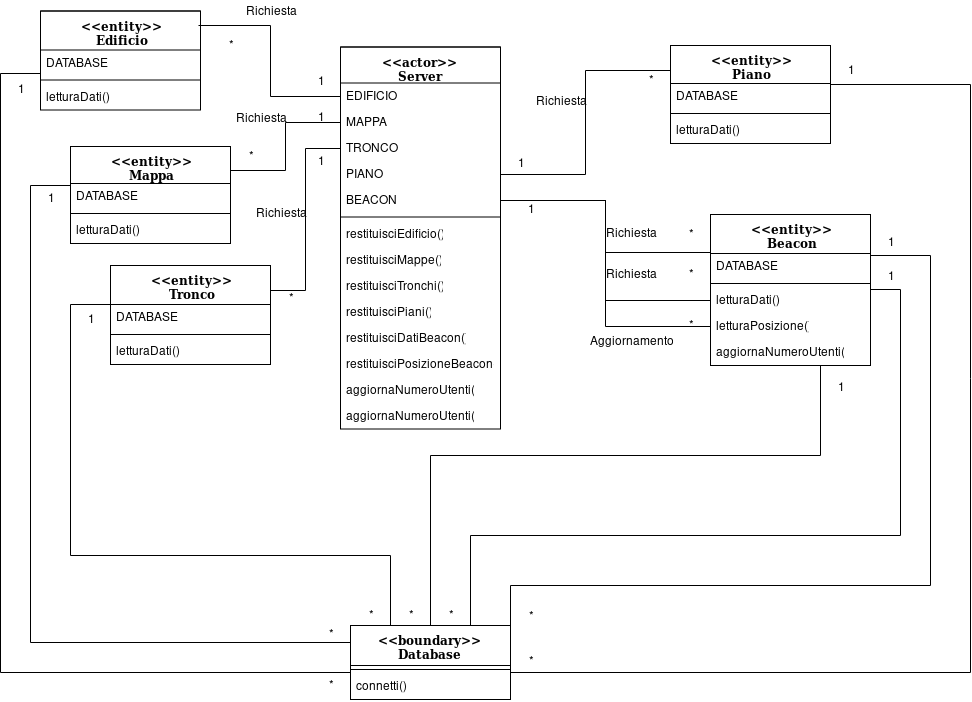 Richiesta
<<entity>>
Edificio
DATABASE
letturaDati()
*
1
1
<<actor>>
Server
EDIFICIO
MAPPA
TRONCO
PIANO
BEACON
restituisciEdificio()
restituisciMappe()
restituisciTronchi()
restituisciPiani()
restituisciDatiBeacon(
restituisciPosizioneBeacon
aggiornaNumeroUtenti(
aggiornaNumeroUtenti(
<<entity>>
Piano
DATABASE
letturaDati()
1
*
Richiesta
1
Richiesta
1
*
<<entity>>
Mappa
DATABASE
letturaDati()
1
1
Richiesta
*
<<entity>>
Tronco
DATABASE
letturaDati()
1
1
Richiesta
*
Richiesta
*
Aggiornamento
*
<<entity>>
Beacon
DATABASE
letturaDati()
letturaPosizione(
aggiornaNumeroUtenti(
1
1
1
*
*
*
*
*
*
*
<<boundary>>
Database
connetti()